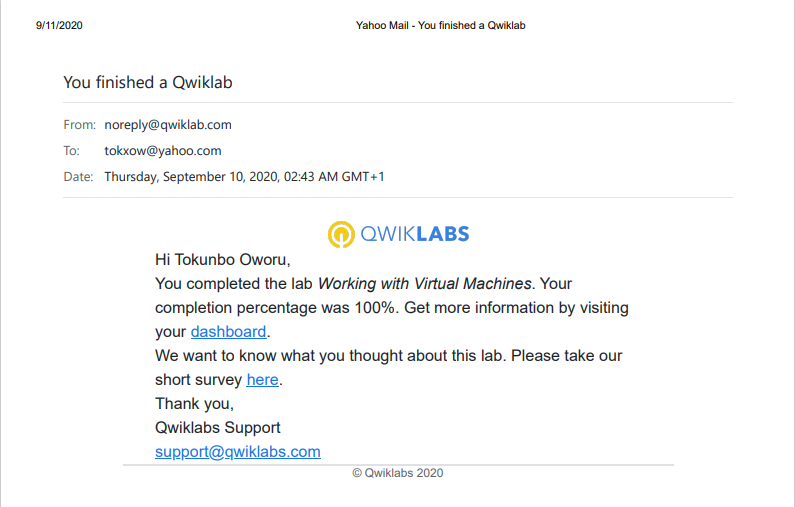 9/11/2020 Yahoo Mail - You finished a Qwiklab
You finished a Qwiklab
From: noreply@qwiklab.com
To: tokxow@yahoo.com
Date: Thursday, September 10, 2020, 02:43 AM GMT+1
QWIKLABS
Hi Tokunbo Oworu,
You completed the lab Working with Virtual Machines. Your
completion percentage was 100%. Get more information by visiting
your dashboard.
We want to know what you thought about this lab. Please take our
short survey here.
Thank you,
Qwiklabs Support
support@qwiklabs.com
© Qwiklabs 2020